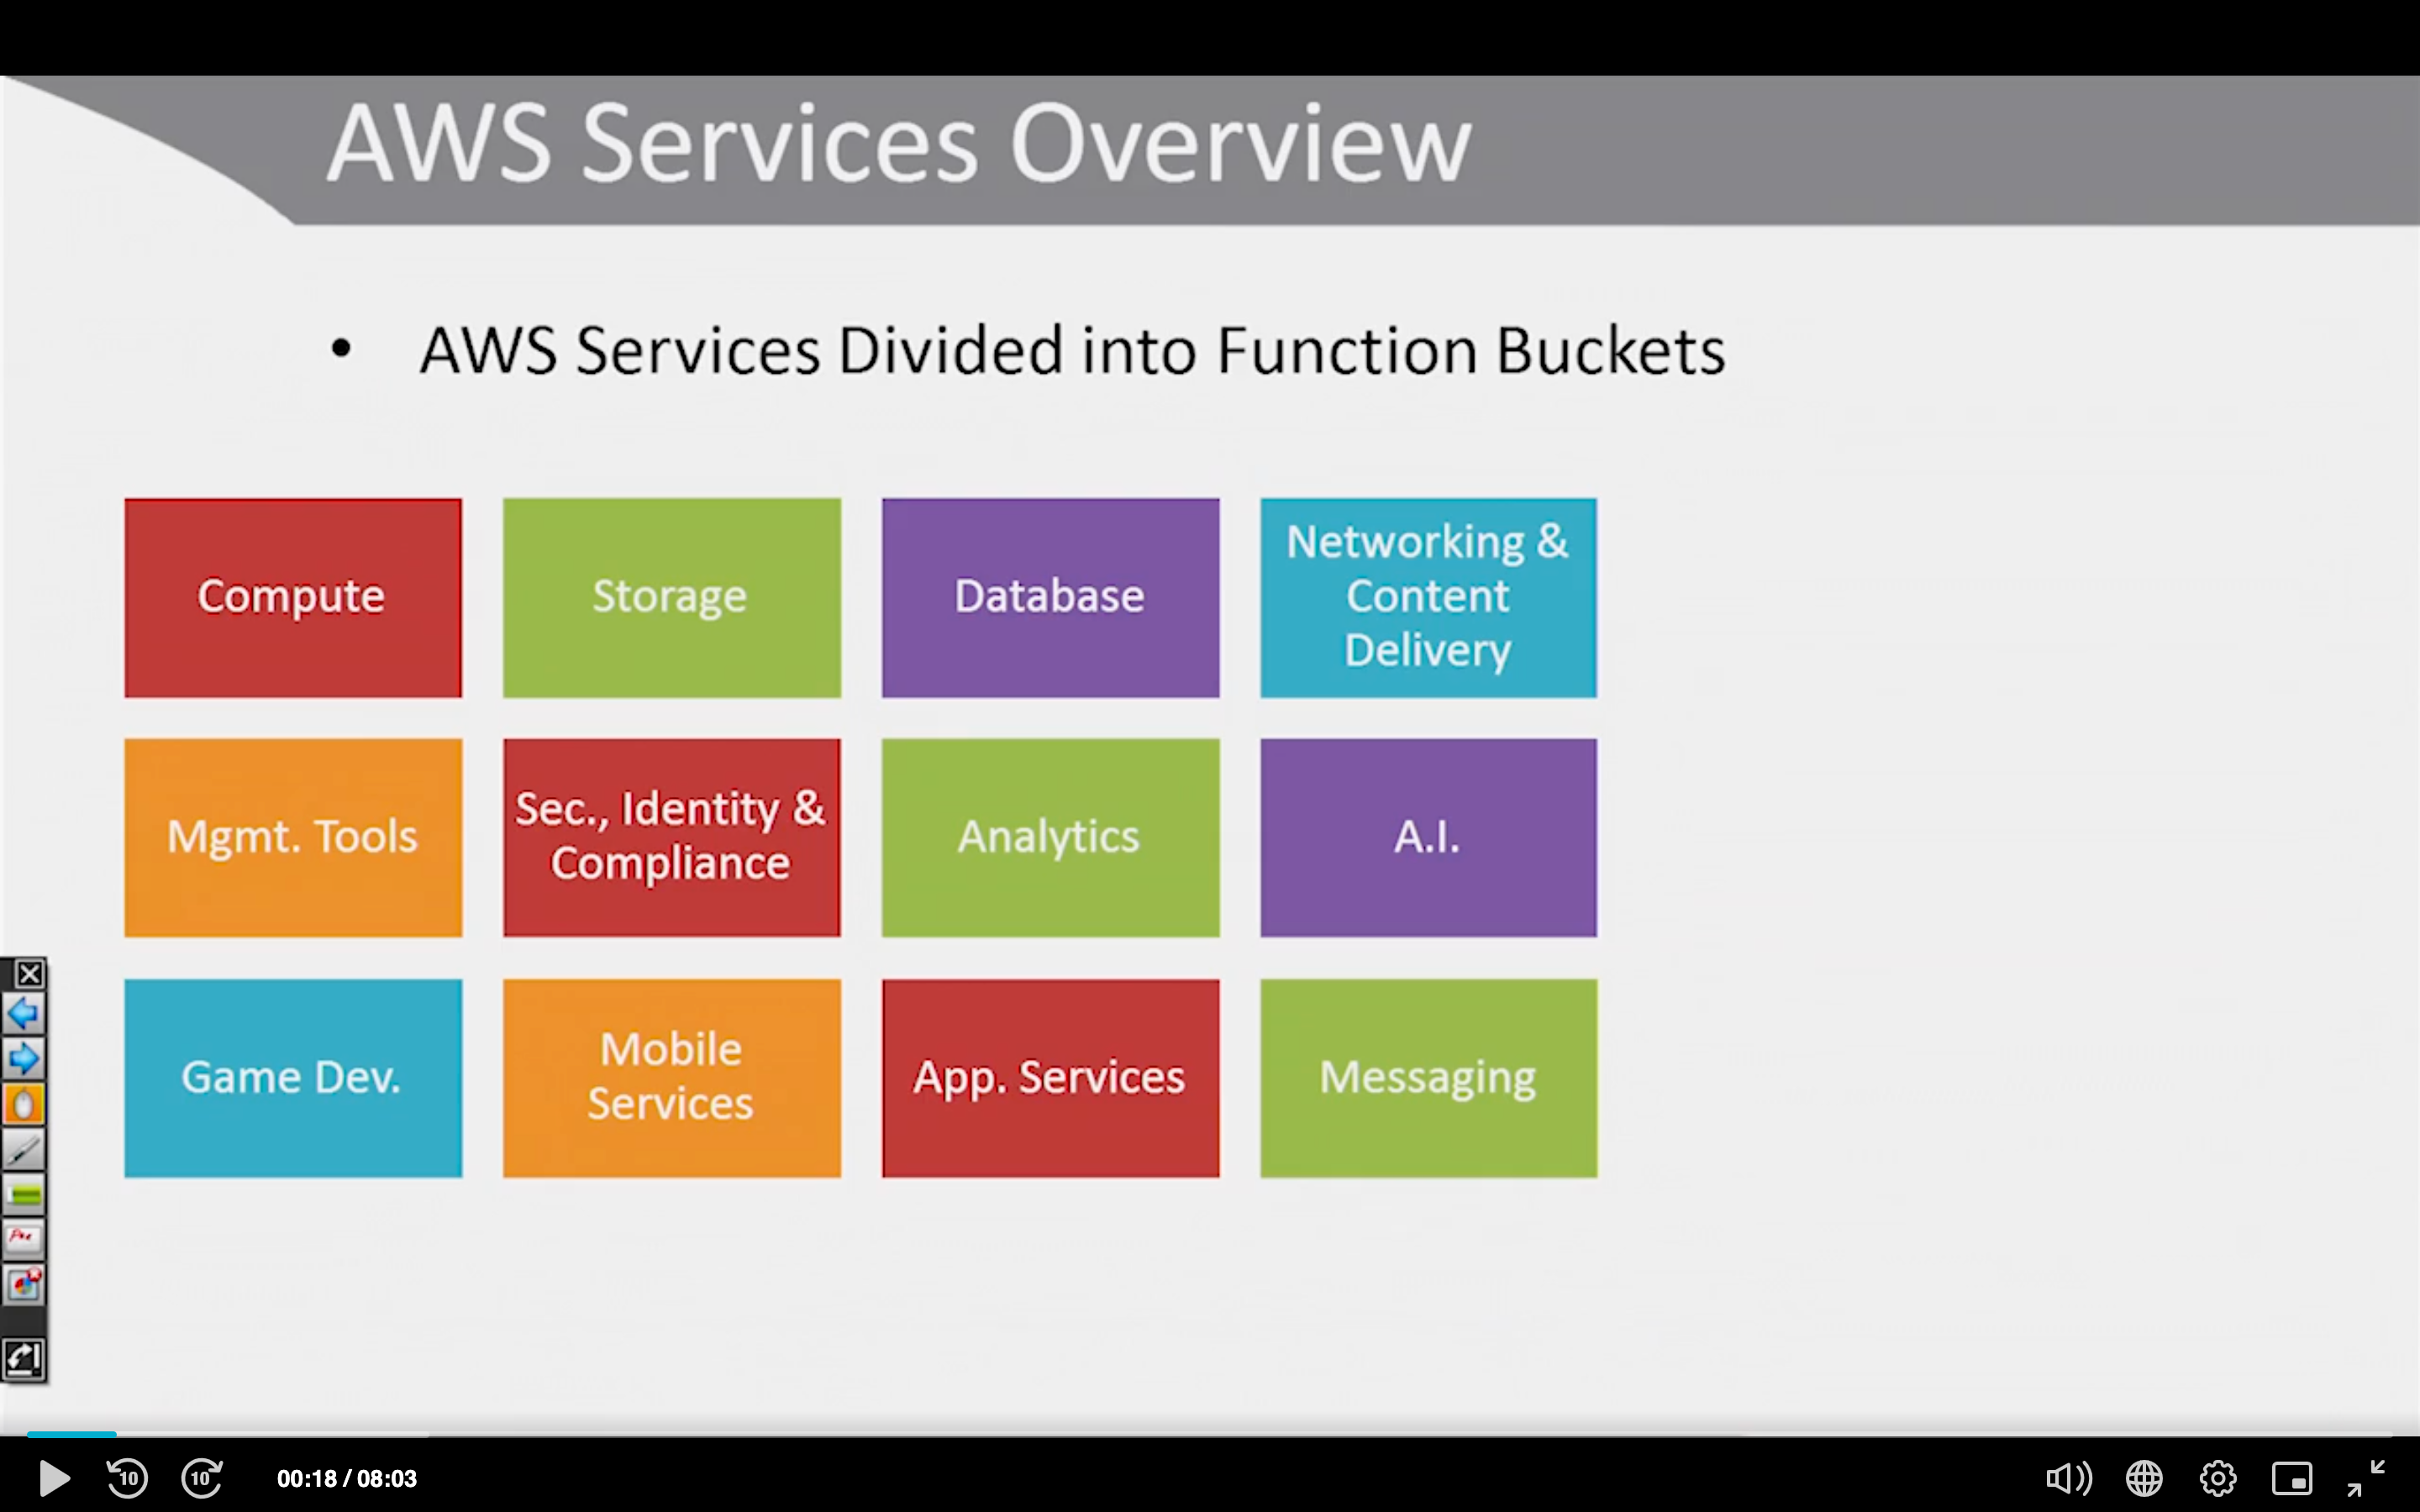 AWS Services Overview
• AWS Services Divided into Function Buckets
Compute
Storage
Database
Networking &
Content
Delivery
Mgmt. Tools
Sec., Identity &
Compliance
Analytics
A.I.
Game Dev.
Mobile
Services
App. Services
Messaging
10
10
00:18 / 08:03